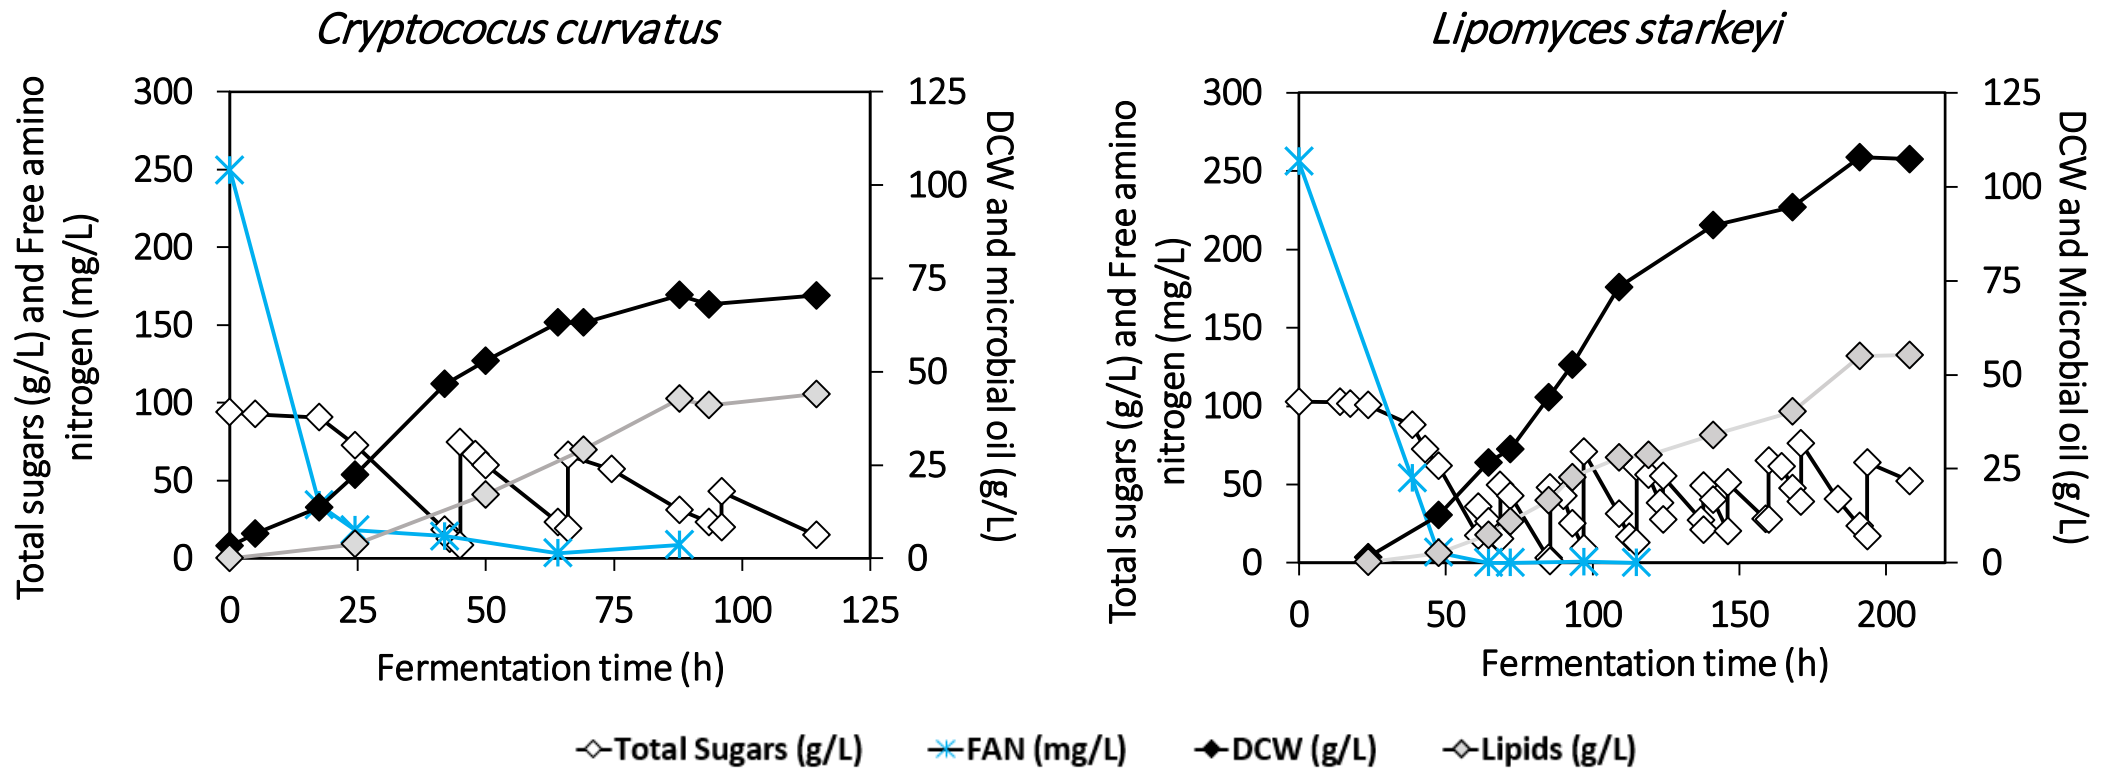 Cryptococus curvatus
Total sugars (g/L) and Free amino
nitrogen (mg/L)
300
250
200
150
100
50
0
125
100
75
50
25
0
DCW and microbial oil (g/L)
0
25
50
75
100
125
Fermentation time (h)
Lipomyces starkeyi
Total sugars (g/L) and Free amino
nitrogen (mg/L)
300
250
200
150
100
50
0
125
100
75
50
25
0
DCW and Microbial oil (g/L)
0
50
100
150
200
Fermentation time (h)
Total Sugars (g/L)
FAN (mg/L)
DCW (g/L)
Lipids (g/L)